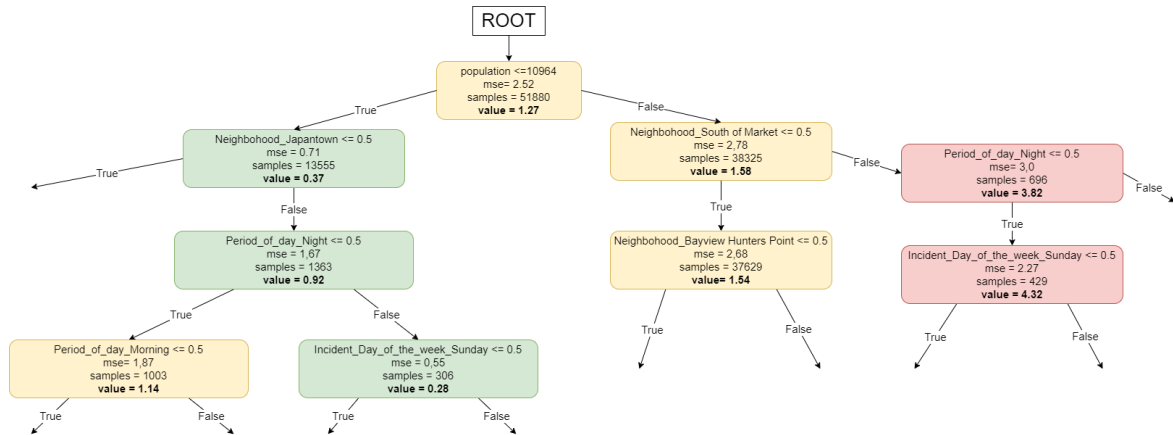 ROOT
population <=10964
mse= 2.52
samples = 51880
value = 1.27
True
False
Neighbohood_Japantown <= 0.5
mse = 0.71
samples = 13555
value = 0.37
Neighborhood_South of Market <= 0.5
mse = 2,78
samples = 38325
value = 1.58
Period_of_day_Night <= 0.5
mse= 3,0
samples = 696
value = 3.82
True
False
True
False
True
False
Period_of_day_Night <= 0.5
mse = 1,67
samples = 1363
value = 0.92
Neighborhood_Bayview Hunters Point <= 0.5
mse = 2,68
samples = 37629
value= 1.54
Incident_Day_of_the_week_Sunday <= 0.5
mse = 2.27
samples = 429
value = 4.32
True
False
True
False
True
False
Period_of_day_Morning <= 0.5
mse= 1,87
samples = 1003
value = 1.14
Incident_Day_of_the_week_Sunday <= 0.5
mse = 0,55
samples = 306
value = 0.28
True
False
True
False